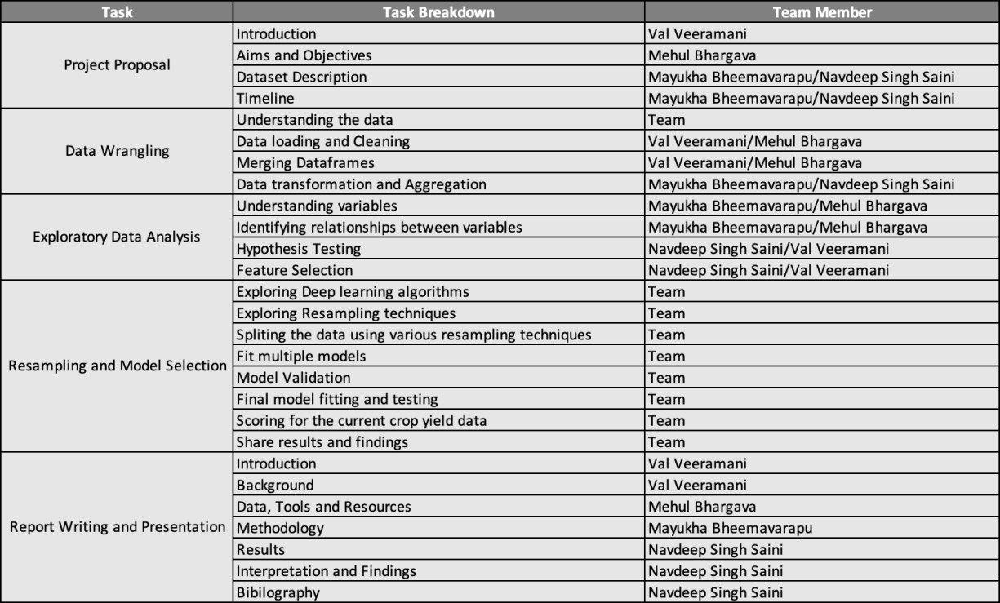 Task Task Breakdown Team Member
Project Proposal
Introduction Val Veeramani
Aims and Objectives Mehul Bhargava
Dataset Description Mayukha Bheemavarapu/Navdeep Singh Saini
Timeline Mayukha Bheemavarapu/Navdeep Singh Saini
Data Wrangling
Understanding the data Team
Data loading and Cleaning Val Veeramani/Mehul Bhargava
Merging Dataframes Val Veeramani/Mehul Bhargava
Data transformation and Aggregation Mayukha Bheemavarapu/Navdeep Singh Saini
Exploratory Data Analysis
Understanding variables Mayukha Bheemavarapu/Mehul Bhargava
Identifying relationships between variables Mayukha Bheemavarapu/Mehul Bhargava
Hypothesis Testing Navdeep Singh Saini/Val Veeramani
Feature Selection Navdeep Singh Saini/Val Veeramani
Resampling and Model Selection
Exploring Deep learning algorithms Team
Exploring Resampling techniques Team
Spliting the data using various resampling techniques Team
Fit multiple models Team
Model Validation Team
Final model fitting and testing Team
Scoring for the current crop yield data Team
Share results and findings Team
Report Writing and Presentation
Introduction Val Veeramani
Background Val Veeramani
Data, Tools and Resources Mehul Bhargava
Methodology Mayukha Bheemavarapu
Results Navdeep Singh Saini
Interpretation and Findings Navdeep Singh Saini
Bibilography Navdeep Singh Saini